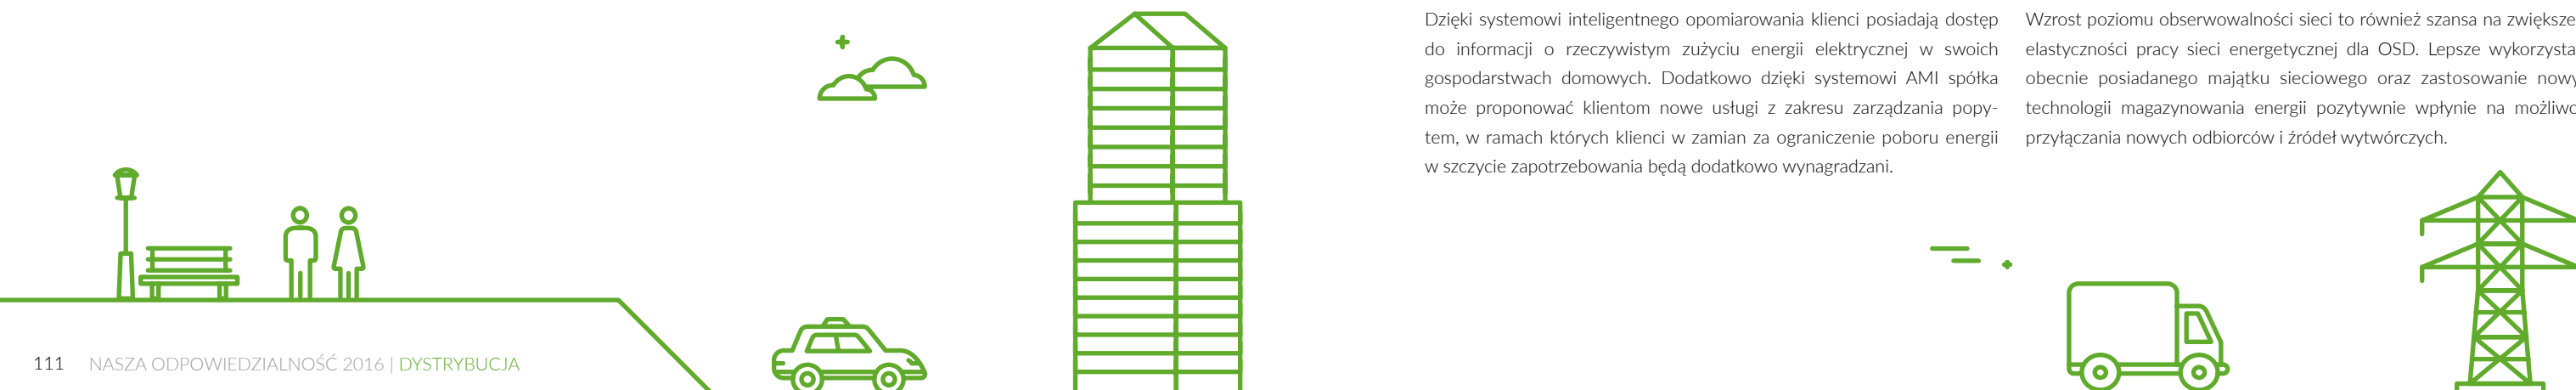 Dzięki systemowi inteligentnego opomiarowania klienci posiadają dostęp
do informacji o rzeczywistym zużyciu energii elektrycznej w swoich
gospodarstwach domowych. Dodatkowo dzięki systemowi AMI spółka
może proponować klientom nowe usługi z zakresu zarządzania popy-
tem, w ramach których klienci w zamian za ograniczenie poboru energii
w szczycie zapotrzebowania będą dodatkowo wynagradzani.
Wzrost poziomu obserwowalności sieci to również szansa na
elastyczności pracy sieci energetycznej dla OSD. Lepsze
obecnie posiadanego majątku sieciowego oraz zastosowanie
technologii magazynowania energii pozytywnie wpłynie na
przyłączania nowych odbiorców i źródeł wytwórczych.
111 NASZA ODPOWIEDZIALNOŚĆ 2016 | DYSTRYBUCJA